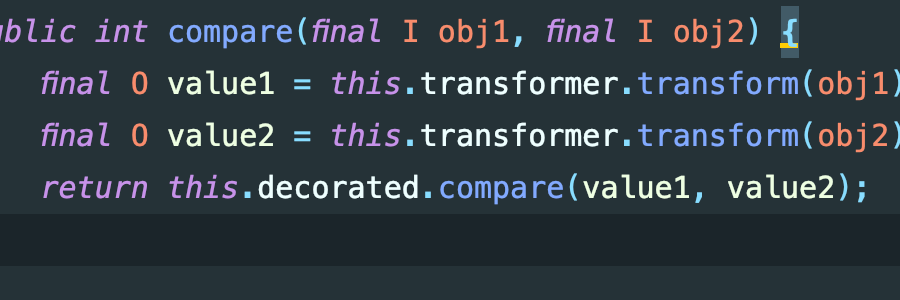 ublic int compare(final I obj1, final I obj2) {
final O value1 = this.transformer.transform(obj1)
final O value2 = this.transformer.transform(obj2)
return this.decorated.compare(value1, value2);